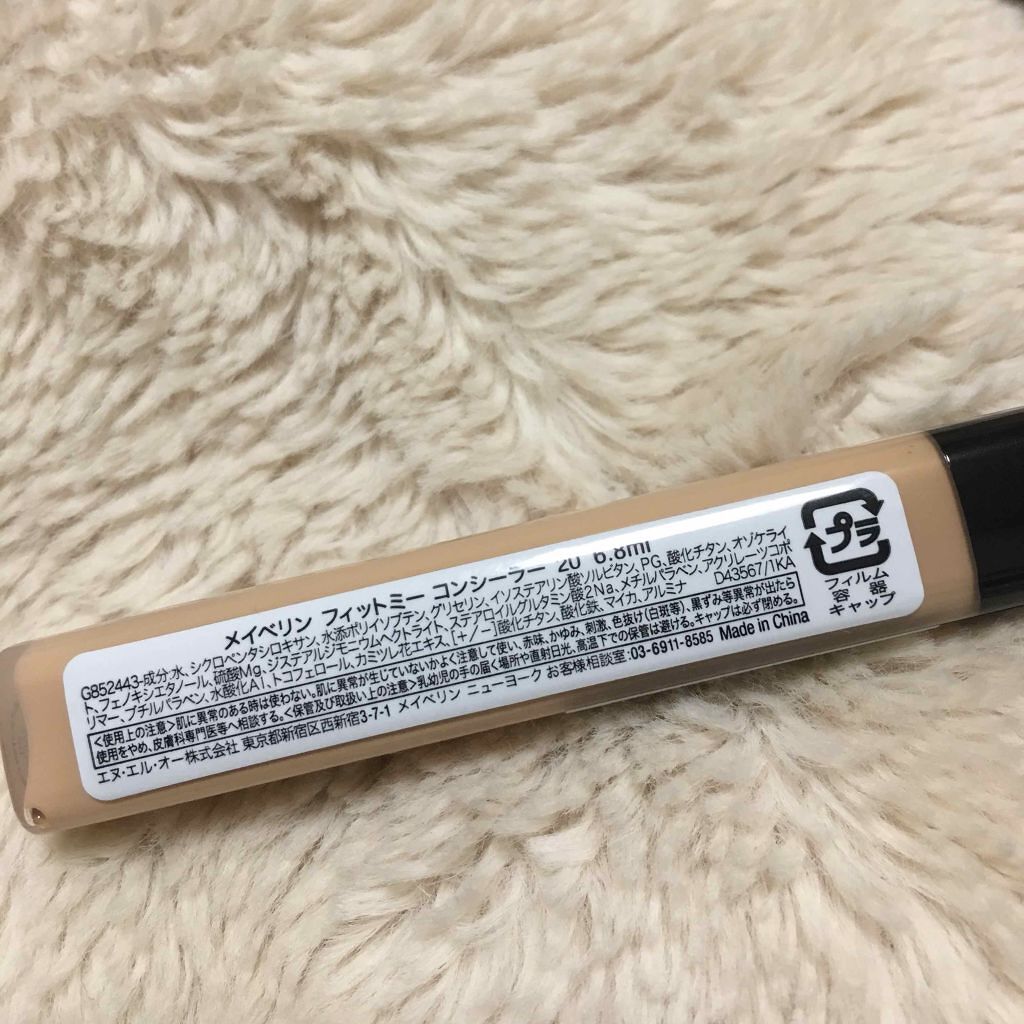 メイベリン フィットミー コンシーラー 20 6.8ml
G852443-成分:水、シクロペンタシロキサン、水添ポリイソブテン、グリセリン、イソステアリン酸ソルビタン、PG、酸化チタン、オゾケライ
ト、フェノキシエタノール、硫酸Mg、ジステアルジモニウムヘクトライト、ステアロイルグルタミン酸2Na、メチルパラベン、アクリレーツコポ
リマー、ブチルパラベン、水酸化Al、トコフェロール、カミツレ花エキス、[+/−]酸化チタン、酸化鉄、マイカ、アルミナ D43567/1KA
<使用上の注意>肌に異常のある時は使わない。肌に異常が生じていないかよく注意して使い、赤味、かゆみ、刺激、色抜け(白斑等)、黒ずみ等異常が出たら
使用をやめ、皮膚科専門医等へ相談する。<保管及び取扱い上の注意>乳幼児の手の届く場所や直射日光、高温下での保管は避ける。キャップは必ず閉める。
エヌ・エル・オー株式会社 東京都新宿区西新宿3-7-1 メイベリン ニューヨーク お客様相談室:03-6911-8585 Made in China
プラ
フィルム
容器
キャップ